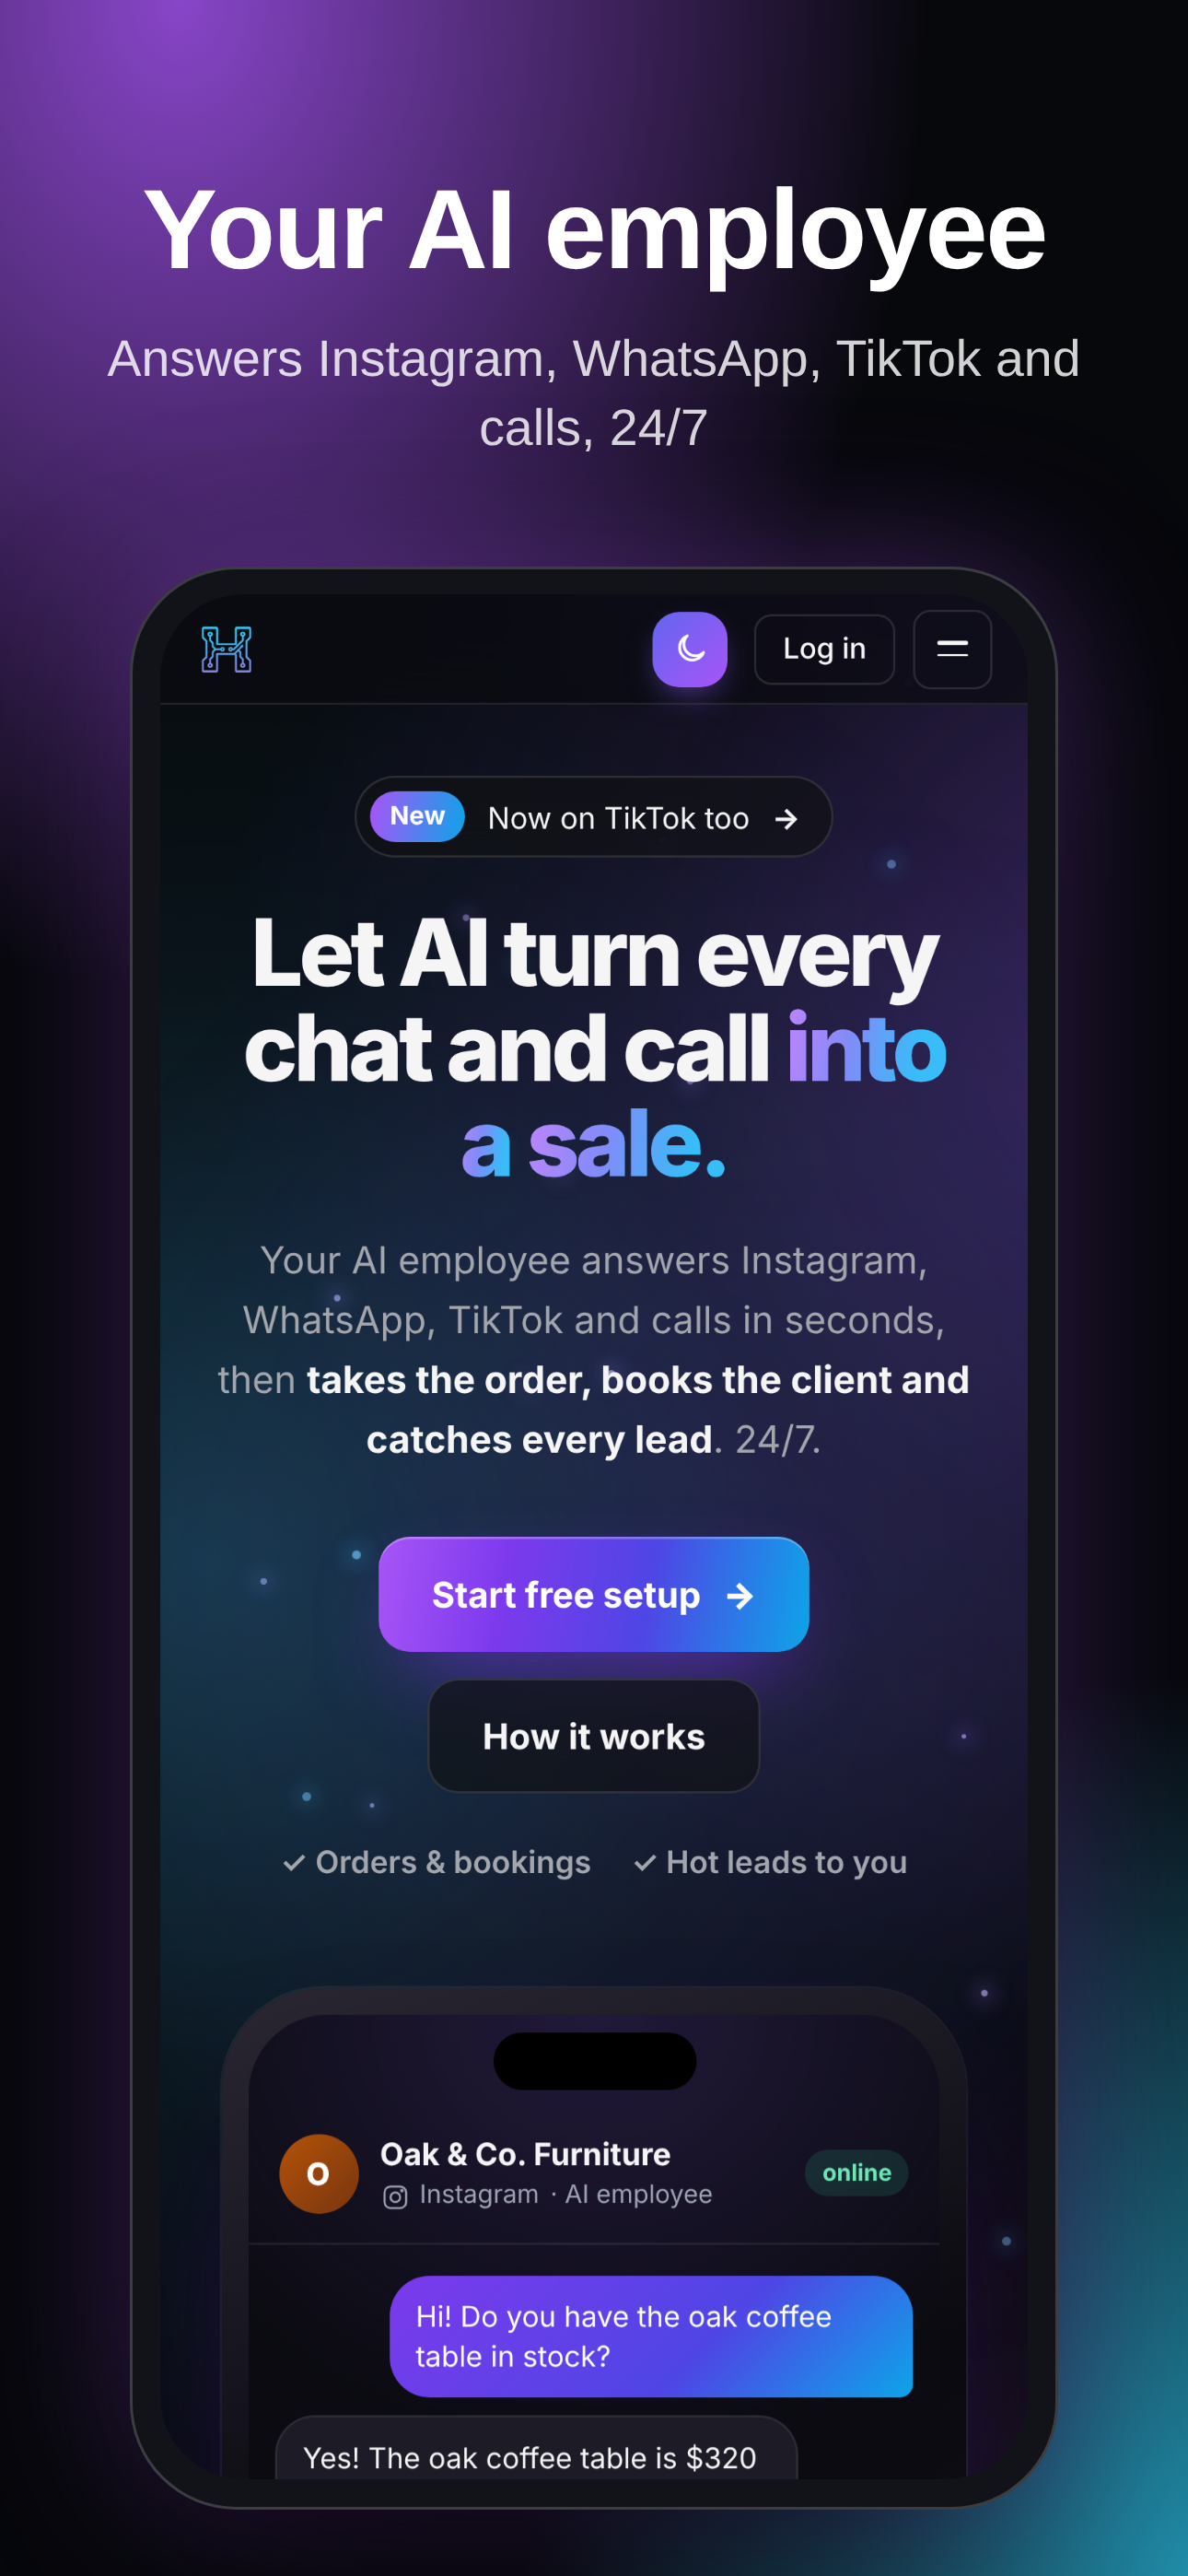 Your AI employee
Answers Instagram, WhatsApp, TikTok and
calls, 24/7
H
Log in
New Now on TikTok too →
Let AI turn every
chat and call into
a sale.
Your AI employee answers Instagram,
WhatsApp, TikTok and calls in seconds,
then takes the order, books the client and
catches every lead. 24/7.
Start free setup →
How it works
✓ Orders & bookings ✓ Hot leads to you
O
Oak & Co. Furniture
Instagram · AI employee
online
Hi! Do you have the oak coffee
table in stock?
Yes! The oak coffee table is $320